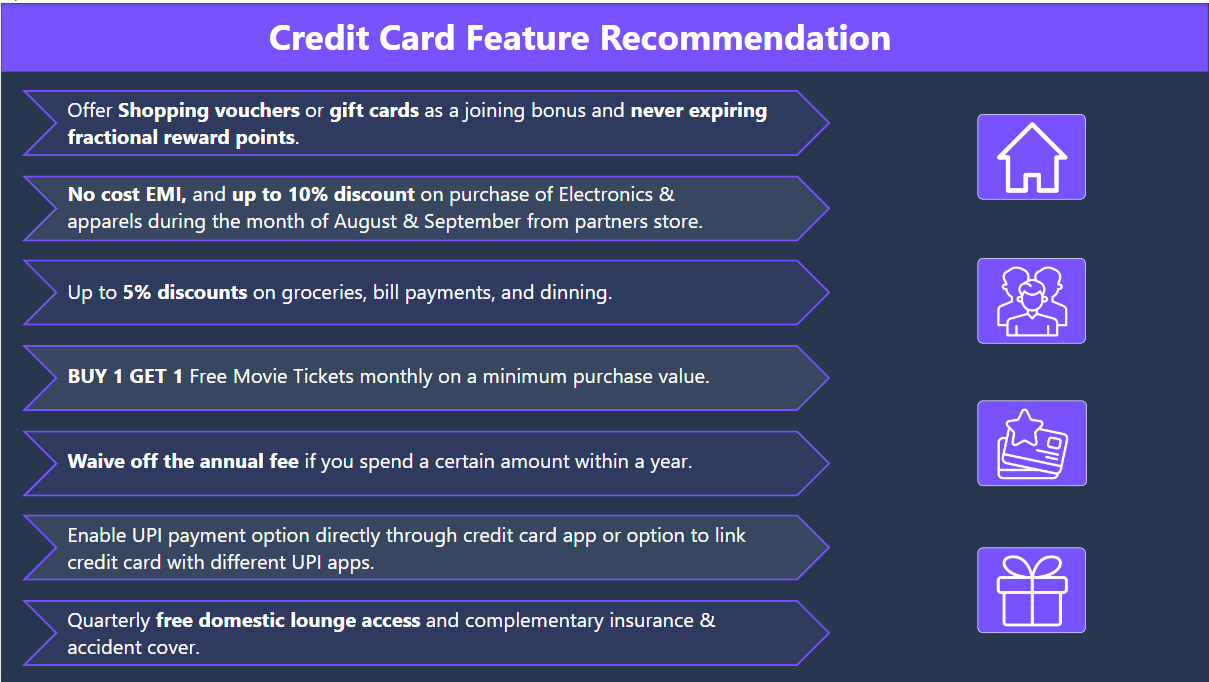 Credit Card Feature Recommendation
Offer Shopping vouchers or gift cards as a joining bonus and never expiring
fractional reward points.
No cost EMI, and up to 10% discount on purchase of Electronics &
apparels during the month of August & September from partners store.
Up to 5% discounts on groceries, bill payments, and dinning.
BUY 1 GET 1 Free Movie Tickets monthly on a minimum purchase value.
Waive off the annual fee if you spend a certain amount within a year.
Enable UPI payment option directly through credit card app or option to link
credit card with different UPI apps.
Quarterly free domestic lounge access and complementary insurance &
accident cover.